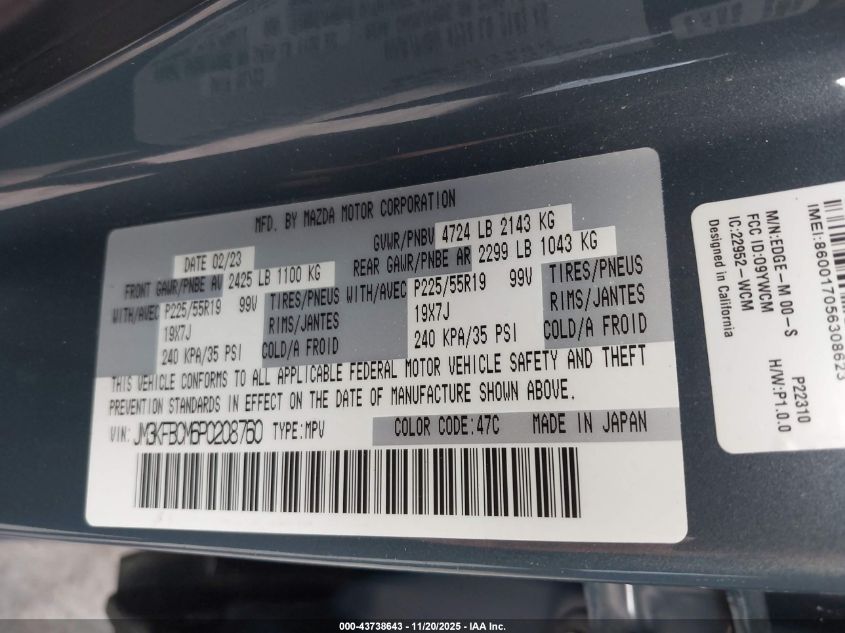 MFD. BY MAZDA MOTOR CORPORATION
DATE 02/23
GVWR/PNBV 4724 LB 2143 KG
FRONT GAWR/PNBE AV 2425 LB 1100 KG
REAR GAWR/PNBE AR 2299 LB 1043 KG
WITH/AVEC P225/55R19 99V TIRES/PNEUS
19X7J RIMS/JANTES
240 KPA/35 PSI COLD/A FROID
WITH/AVEC P225/55R19 99V TIRES/PNEUS
19X7J RIMS/JANTES
240 KPA/35 PSI COLD/A FROID
THIS VEHICLE CONFORMS TO ALL APPLICABLE FEDERAL MOTOR VEHICLE SAFETY AND THEFT
PREVENTION STANDARDS IN EFFECT ON THE DATE OF MANUFACTURE SHOWN ABOVE.
VIN: JM3KFBCM6P0208760 TYPE:MPV COLOR CODE:47C MADE IN JAPAN
IMEI:860017056308623
M/N:EDGE-M 00-S P22310
FCC ID:O9YWCM H/W:P1.0.0
IC:22952-WCM
Designed in California
000-43738643 - 11/20/2025 - IAA Inc.